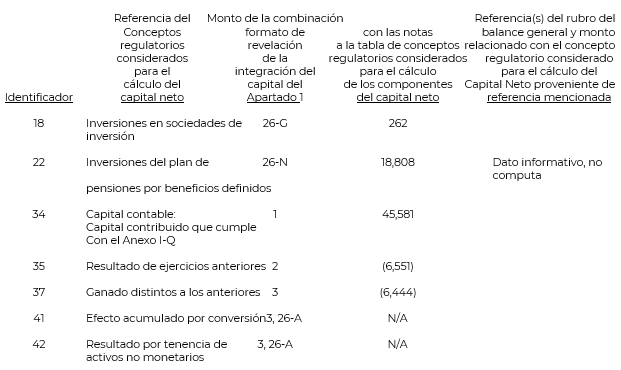 Referencia del Monto de la combinación Referencia(s) del rubro del
Conceptos formato de con las notas balance general y monto
regulatorios revelación a la tabla de conceptos relacionado con el concepto
considerados de la regulatorios considerados regulatorio considerado
para el integración del para el cálculo para el cálculo del
cálculo del capital del de los componentes Capital Neto proveniente de
Identificador capital neto Apartado 1 del capital neto referencia mencionada
18 Inversiones en sociedades de 26-G 262
inversión
22 Inversiones del plan de 26-N 18,808 Dato informativo, no
computa
pensiones por beneficios definidos
34 Capital contable: 1 45,581
Capital contribuido que cumple
Con el Anexo I-Q
35 Resultado de ejercicios anteriores 2 (6,551)
37 Ganado distintos a los anteriores 3 (6,444)
41 Efecto acumulado por conversión 3, 26-A N/A
42 Resultado por tenencia de 3, 26-A N/A
activos no monetarios